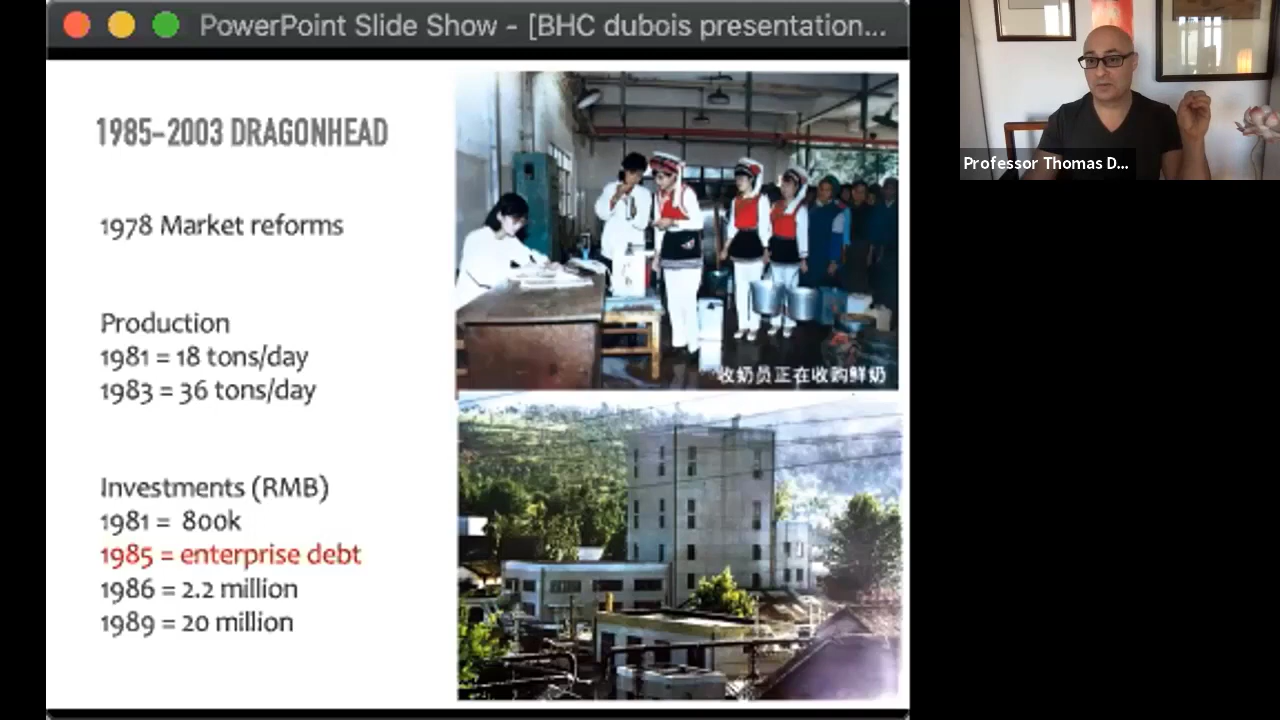 PowerPoint Slide Show - [BHC dubois presentation...
1985–2003 DRAGONHEAD
1978 Market reforms
Production
1981 = 18 tons/day
1983 = 36 tons/day
Investments (RMB)
1981 = 800k
1985 = enterprise debt
1986 = 2.2 million
1989 = 20 million
收奶员正在收购鲜奶
Professor Thomas D...